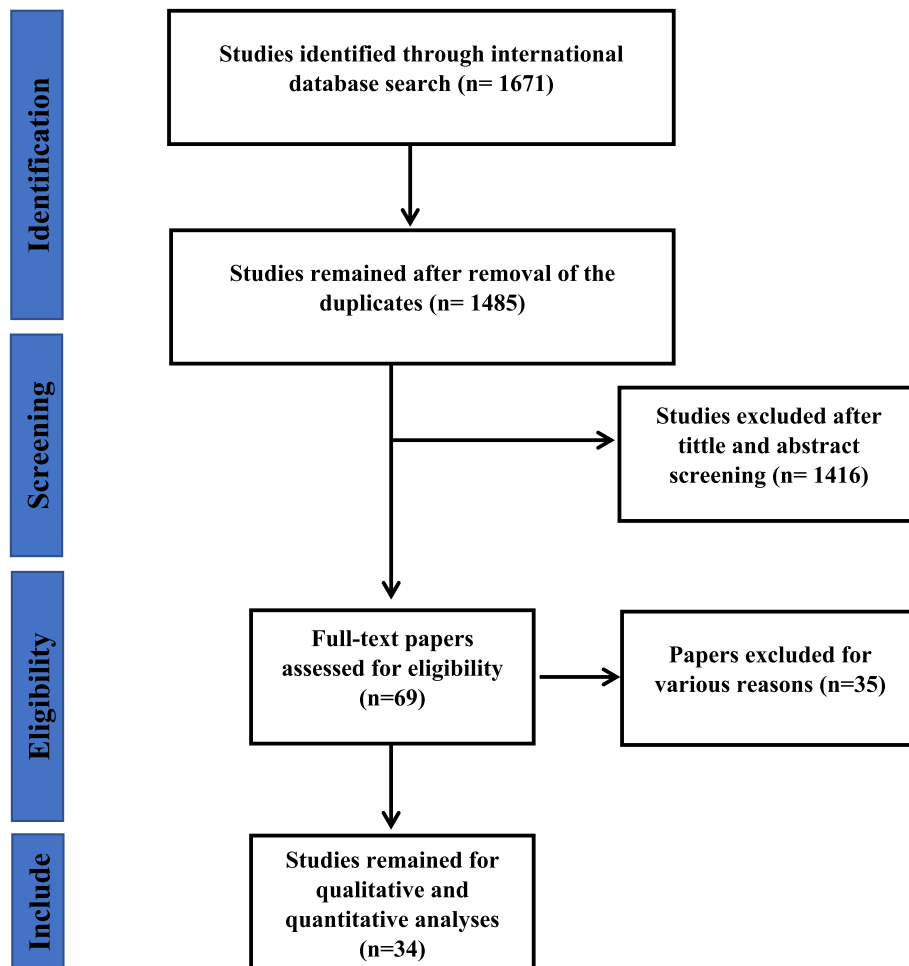 Identification
Studies identified through international
database search (n= 1671)
Studies remained after removal of the
duplicates (n= 1485)
Screening
Studies excluded after
tittle and abstract
screening (n= 1416)
Eligibility
Full-text papers
assessed for eligibility
(n=69)
Papers excluded for
various reasons (n=35)
Include
Studies remained for
qualitative and
quantitative analyses
(n=34)